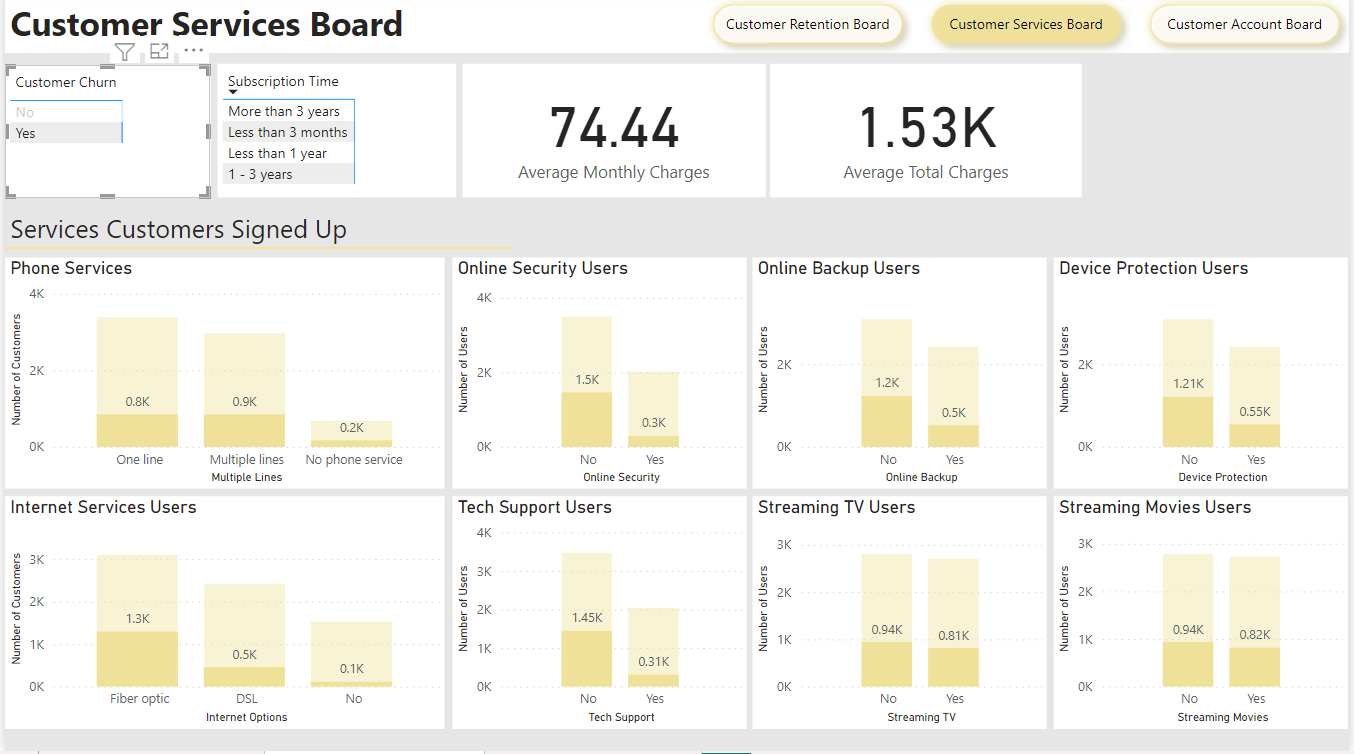 Customer Services Board
Customer Retention Board
Customer Services Board
Customer Account Board
Customer Churn
No
Yes
Subscription Time
More than 3 years
Less than 3 months
Less than 1 year
1 - 3 years
74.44
Average Monthly Charges
1.53K
Average Total Charges
Services Customers Signed Up
Phone Services
Number of Customers
4K
2K
0K
0.8K
0.9K
0.2K
One line
Multiple lines
No phone service
Multiple Lines
Online Security Users
Number of Users
4K
2K
0K
1.5K
0.3K
No
Yes
Online Security
Online Backup Users
Number of Users
2K
0K
1.2K
0.5K
No
Yes
Online Backup
Device Protection Users
Number of Users
2K
0K
1.21K
0.55K
No
Yes
Device Protection
Internet Services Users
Number of Customers
3K
2K
1K
0K
1.3K
0.5K
0.1K
Fiber optic
DSL
No
Internet Options
Tech Support Users
Number of Users
4K
3K
2K
1K
0K
1.45K
0.31K
No
Yes
Tech Support
Streaming TV Users
Number of Users
3K
2K
1K
0K
0.94K
0.81K
No
Yes
Streaming TV
Streaming Movies Users
Number of Users
3K
2K
1K
0K
0.94K
0.82K
No
Yes
Streaming Movies